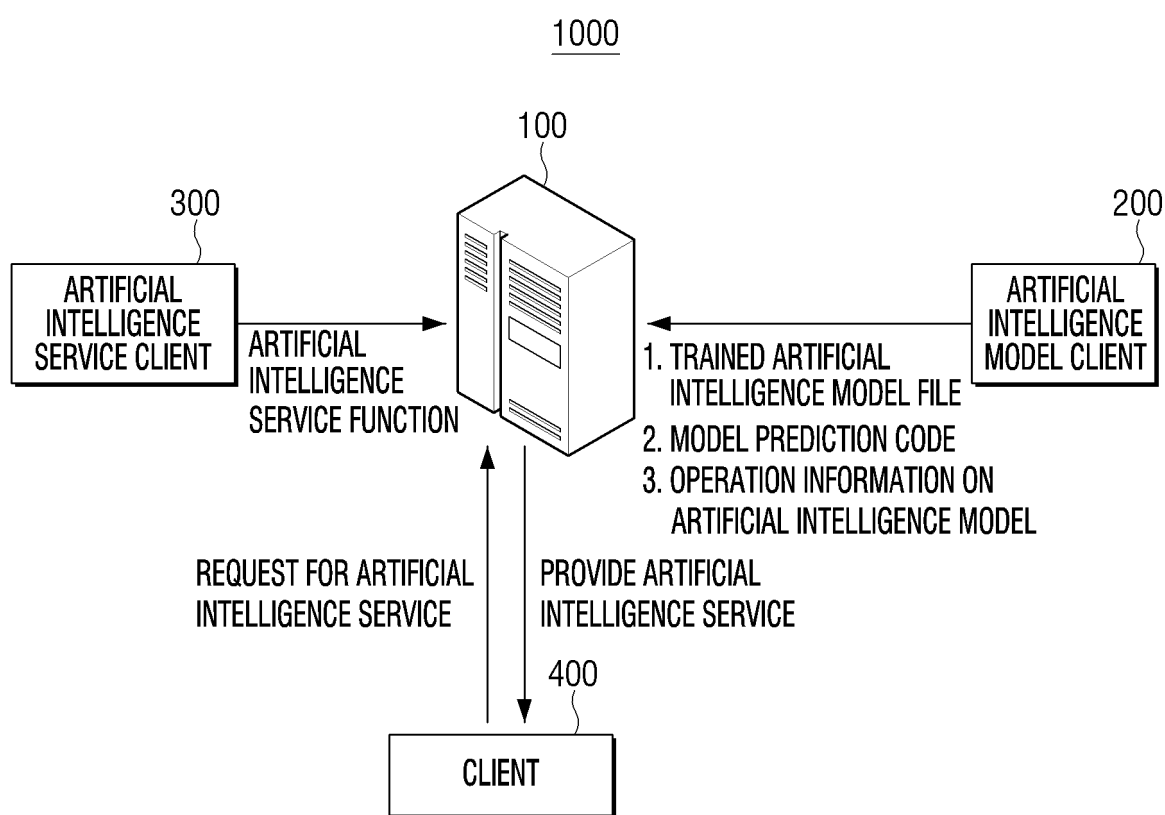 1000
100
300
200
ARTIFICIAL
INTELLIGENCE
SERVICE CLIENT
ARTIFICIAL
INTELLIGENCE
SERVICE FUNCTION
ARTIFICIAL
INTELLIGENCE
MODEL CLIENT
1. TRAINED ARTIFICIAL
INTELLIGENCE MODEL FILE
2. MODEL PREDICTION CODE
3. OPERATION INFORMATION ON
ARTIFICIAL INTELLIGENCE MODEL
REQUEST FOR ARTIFICIAL
INTELLIGENCE SERVICE
PROVIDE ARTIFICIAL
INTELLIGENCE SERVICE
400
CLIENT